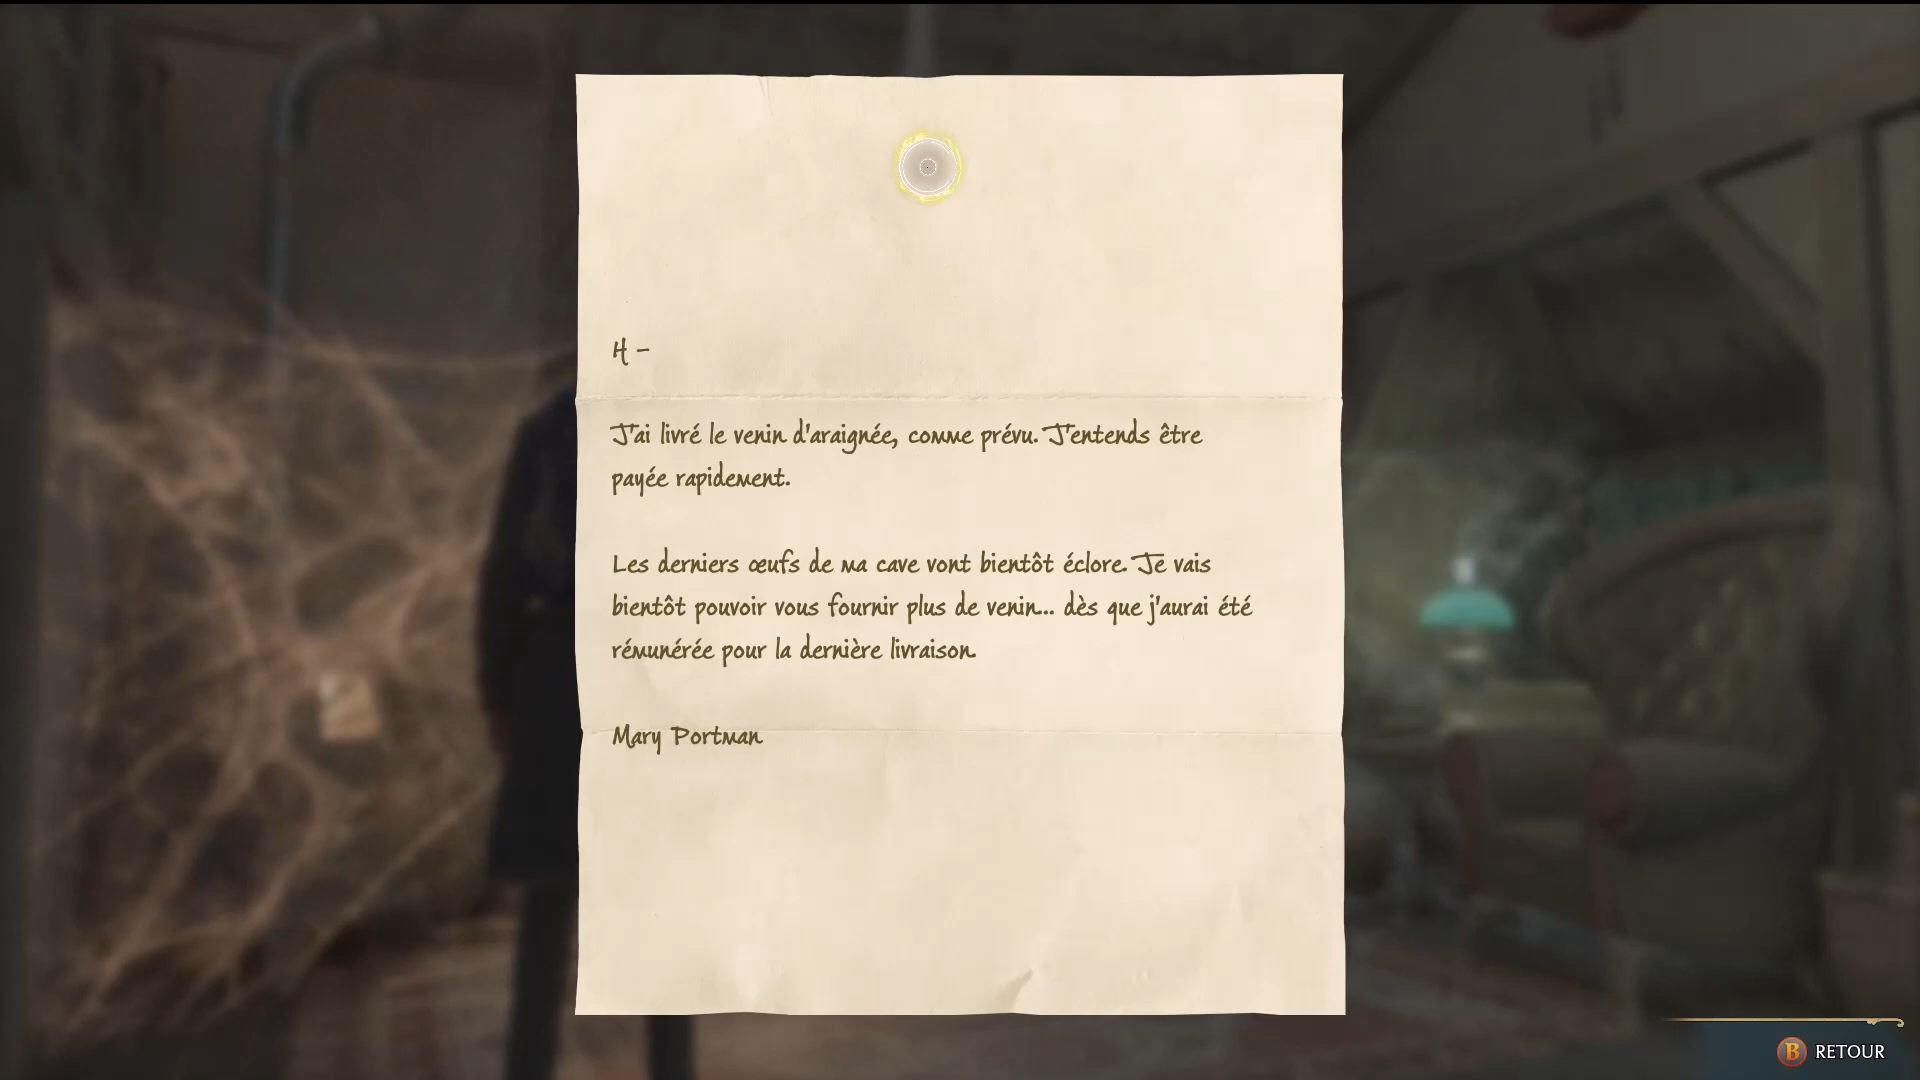 H -
J'ai livré le venin d'araignée, comme prévu. J'entends être
payée rapidement.
Les derniers œufs de ma cave vont bientôt éclore. Je vais
bientôt pouvoir vous fournir plus de venin... dès que j'aurai été
rémunérée pour la dernière livraison.
Mary Portman
B RETOUR